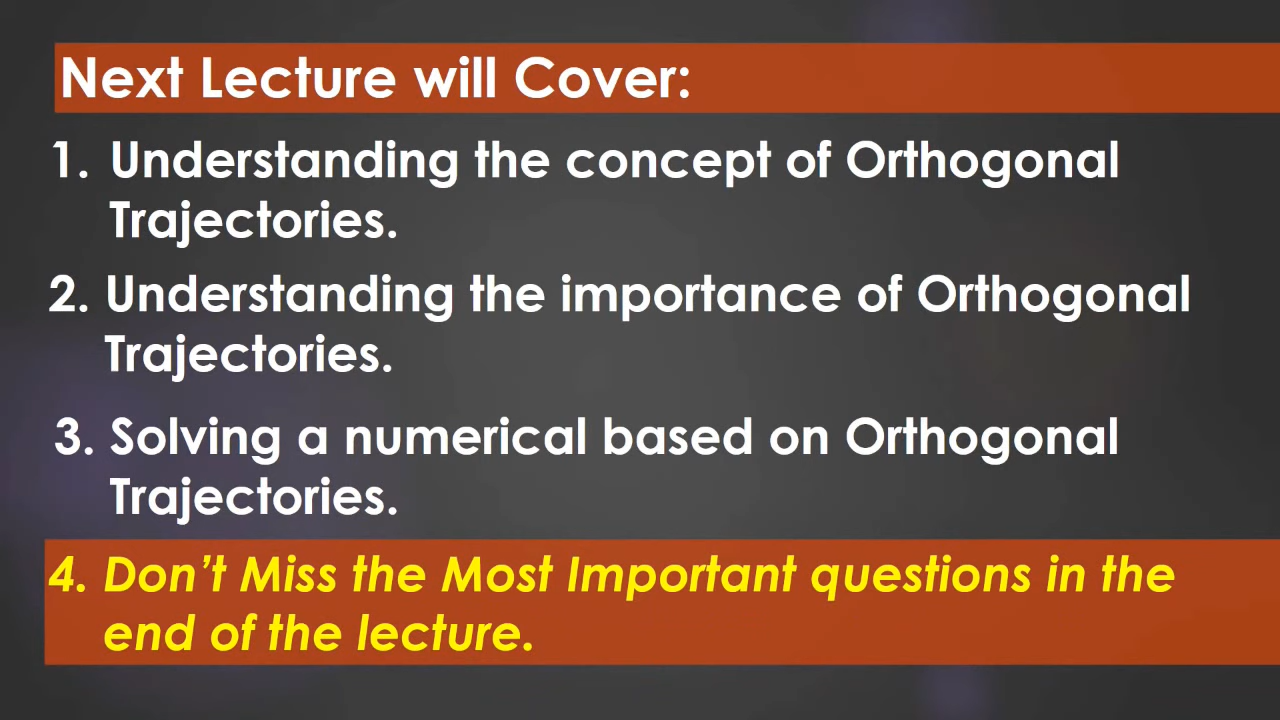 Next Lecture will Cover:
1. Understanding the concept of Orthogonal
Trajectories.
2. Understanding the importance of Orthogonal
Trajectories.
3. Solving a numerical based on Orthogonal
Trajectories.
4. Don’t Miss the Most Important questions in the
end of the lecture.